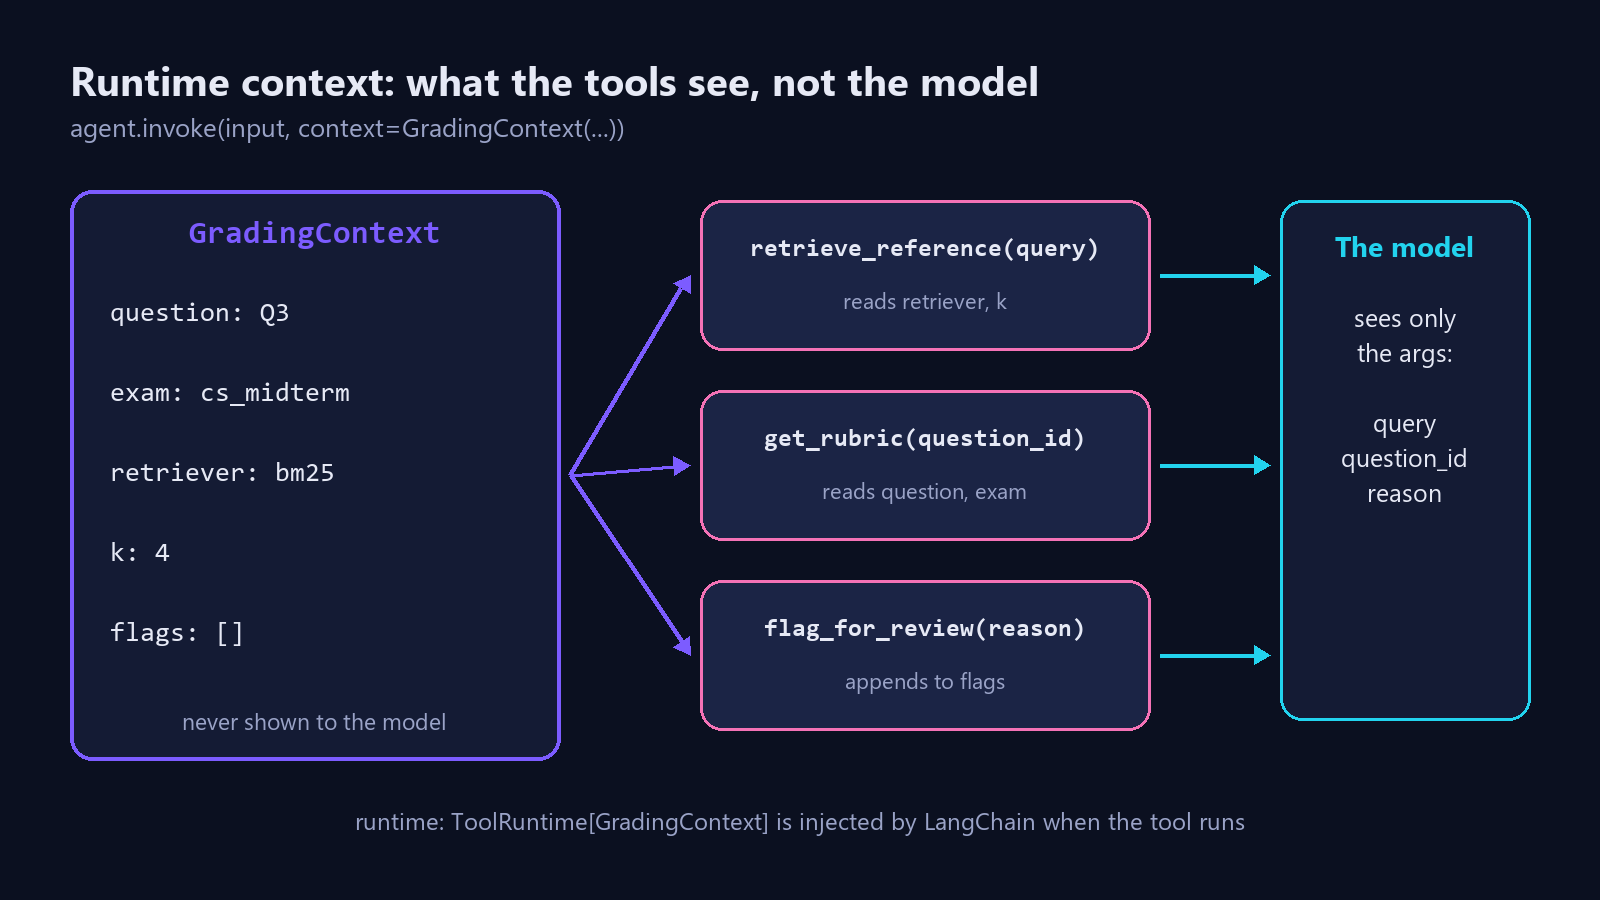 Runtime context: what the tools see, not the model
agent.invoke(input, context=GradingContext(...))
GradingContext
question: Q3
exam: cs_midterm
retriever: bm25
k: 4
flags: []
never shown to the model
retrieve_reference(query)
reads retriever, k
get_rubric(question_id)
reads question, exam
flag_for_review(reason)
appends to flags
The model
sees only
the args:
query
question_id
reason
runtime: ToolRuntime[GradingContext] is injected by LangChain when the tool runs